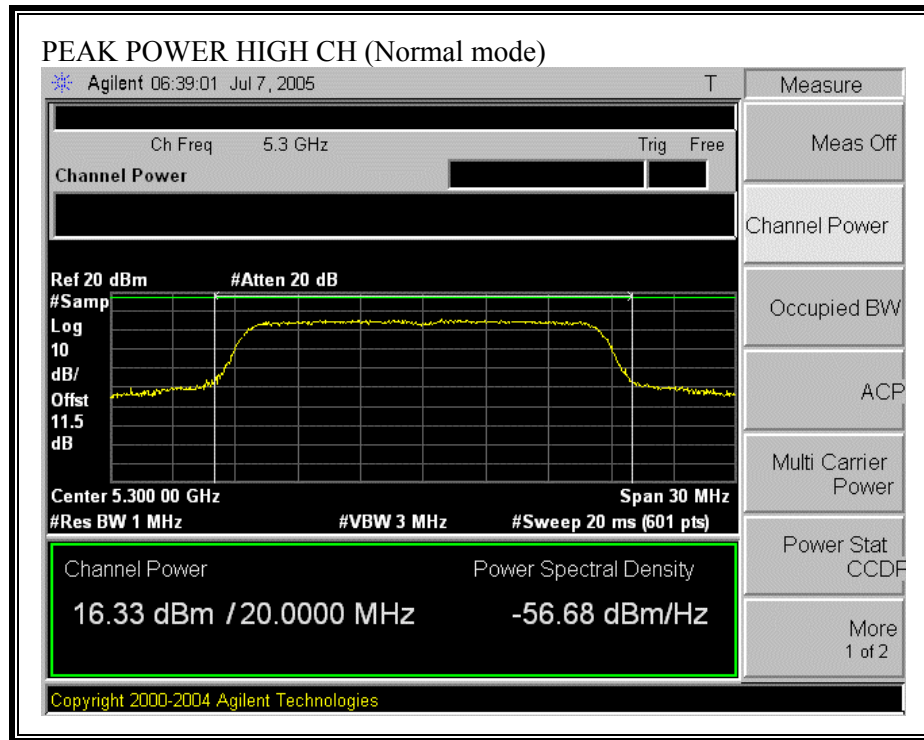 PEAK POWER HIGH CH (Normal mode)
Agilent 06:39:01 Jul 7, 2005 T
Measure
Ch Freq 5.3 GHz Trig Free
Meas Off
Channel Power
Channel Power
Ref 20 dBm #Atten 20 dB
#Samp
Log
10
dB/
Offst
11.5
dB
Occupied BW
ACP
Multi Carrier
Power
Center 5.300 00 GHz Span 30 MHz
#Res BW 1 MHz #VBW 3 MHz #Sweep 20 ms (601 pts)
Power Stat
CCDF
Channel Power Power Spectral Density
16.33 dBm / 20.0000 MHz -56.68 dBm/Hz
More
1 of 2
Copyright 2000-2004 Agilent Technologies